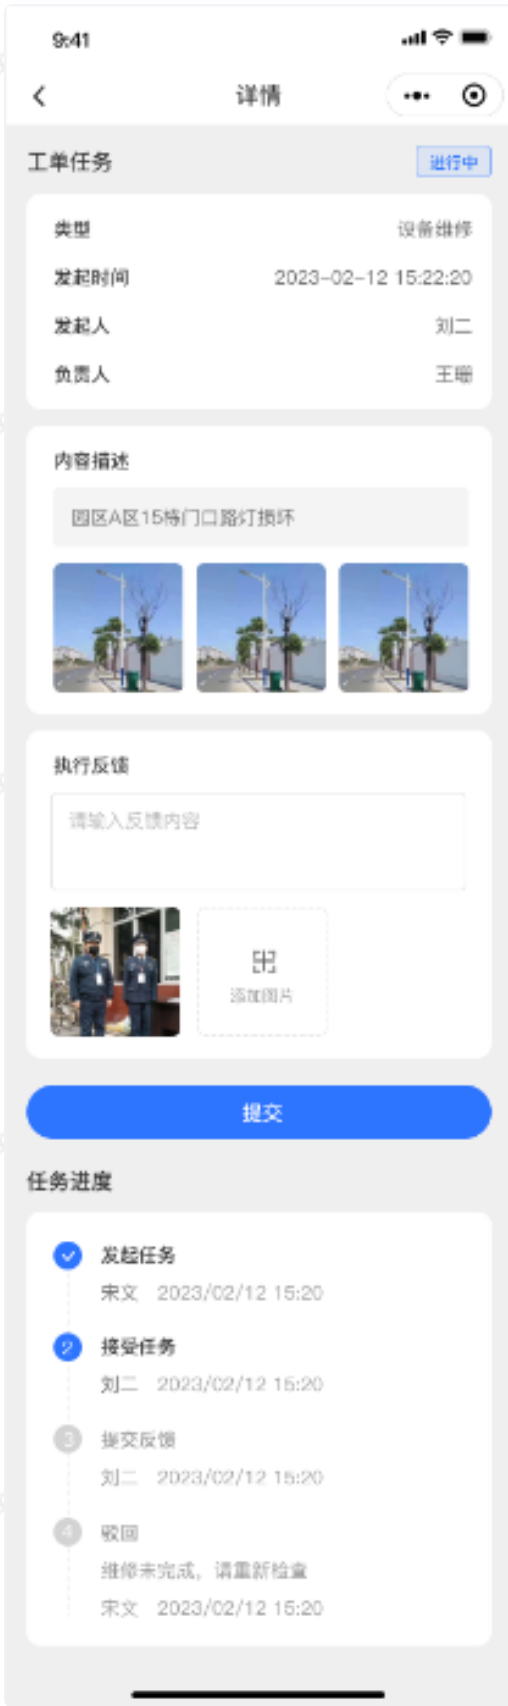 9:41
详情
工单任务
进行中
类型 设备维修
发起时间 2023-02-12 15:22:20
发起人 刘二
负责人 王珊
内容描述
园区A区15栋门口路灯损坏
执行反馈
请输入反馈内容
添加图片
提交
任务进度
发起任务
宋文 2023/02/12 15:20
2 接受任务
刘二 2023/02/12 15:20
3 提交反馈
刘二 2023/02/12 15:20
4 驳回
维修未完成，请重新检查
宋文 2023/02/12 15:20